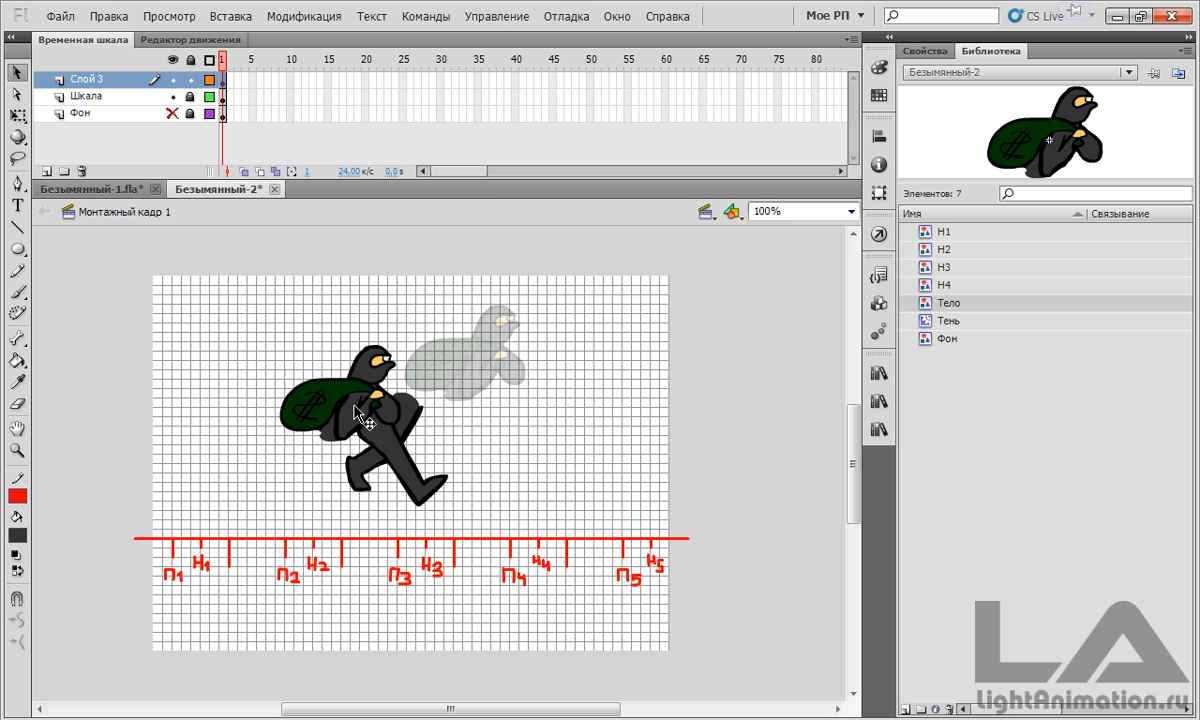 Fl Файл Правка Просмотр Вставка Модификация Текст Команды Управление Отладка Окно Справка Мое РП CS Live
Временная шкала Редактор движения
1 5 10 15 20 25 30 35 40 45 50 55 60 65 70 75 80
Слой 3
Шкала
Фон
1 24,00 к/с 0,0 s
Безымянный-1.fla* Безымянный-2*
Монтажный кадр 1 100%
П1 Н1 П2 Н2 П3 Н3 П4 Н4 П5 Н5
Свойства Библиотека
Безымянный-2
Элементов: 7
Имя Связывание
Н1
Н2
Н3
Н4
Тело
Тень
Фон
LA
LightAnimation.ru